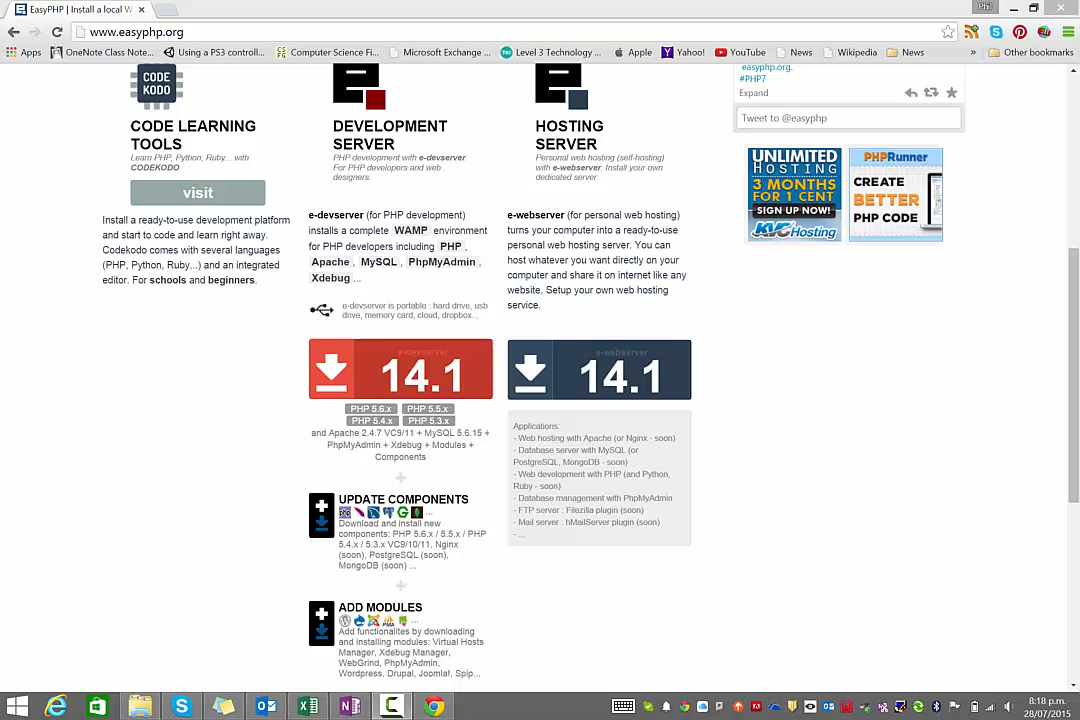 EasyPHP | Install a local W
Phil
www.easyphp.org
Apps
OneNote Class Note...
Using a PS3 controll...
Computer Science Fi...
Microsoft Exchange ...
Level 3 Technology ...
Apple
Yahoo!
YouTube
News
Wikipedia
News
»
Other bookmarks
CODE
KODO
CODE LEARNING
TOOLS
Learn PHP, Python, Ruby... with
CODEKODO
visit
Install a ready-to-use development platform
and start to code and learn right away.
Codekodo comes with several languages
(PHP, Python, Ruby...) and an integrated
editor. For schools and beginners.
DEVELOPMENT
SERVER
PHP development with e-devserver.
For PHP developers and web
designers.
e-devserver (for PHP development)
installs a complete WAMP environment
for PHP developers including PHP ,
Apache , MySQL , PhpMyAdmin ,
Xdebug ...
e-devserver is portable : hard drive, usb
drive, memory card, cloud, dropbox...
e-devserver
14.1
PHP 5.6.x PHP 5.5.x
PHP 5.4.x PHP 5.3.x
and Apache 2.4.7 VC9/11 + MySQL 5.6.15 +
PhpMyAdmin + Xdebug + Modules +
Components
UPDATE COMPONENTS
...
Download and install new
components: PHP 5.6.x / 5.5.x / PHP
5.4.x / 5.3.x VC9/10/11, Nginx
(soon), PostgreSQL (soon),
MongoDB (soon) ...
ADD MODULES
...
Add functionalites by downloading
and installing modules: Virtual Hosts
Manager, Xdebug Manager,
WebGrind, PhpMyAdmin,
Wordpress, Drupal, Joomla!, Spip...
HOSTING
SERVER
Personal web hosting (self-hosting)
with e-webserver. Install your own
dedicated server.
e-webserver (for personal web hosting)
turns your computer into a ready-to-use
personal web hosting server. You can
host whatever you want directly on your
computer and share it on internet like any
website. Setup your own web hosting
service.
e-webserver
14.1
Applications:
- Web hosting with Apache (or Nginx - soon)
- Database server with MySQL (or
PostgreSQL, MongoDB - soon)
- Web development with PHP (and Python,
Ruby - soon)
- Database management with PhpMyAdmin
- FTP server : Filezilla plugin (soon)
- Mail server : hMailServer plugin (soon)
- ...
easyphp.org.
#PHP7
Expand
Tweet to @easyphp
UNLIMITED
HOSTING
3 MONTHS
FOR 1 CENT
SIGN UP NOW!
KVCHosting
PHPRunner
CREATE
BETTER
PHP CODE
8:18 p.m.
28/07/2015